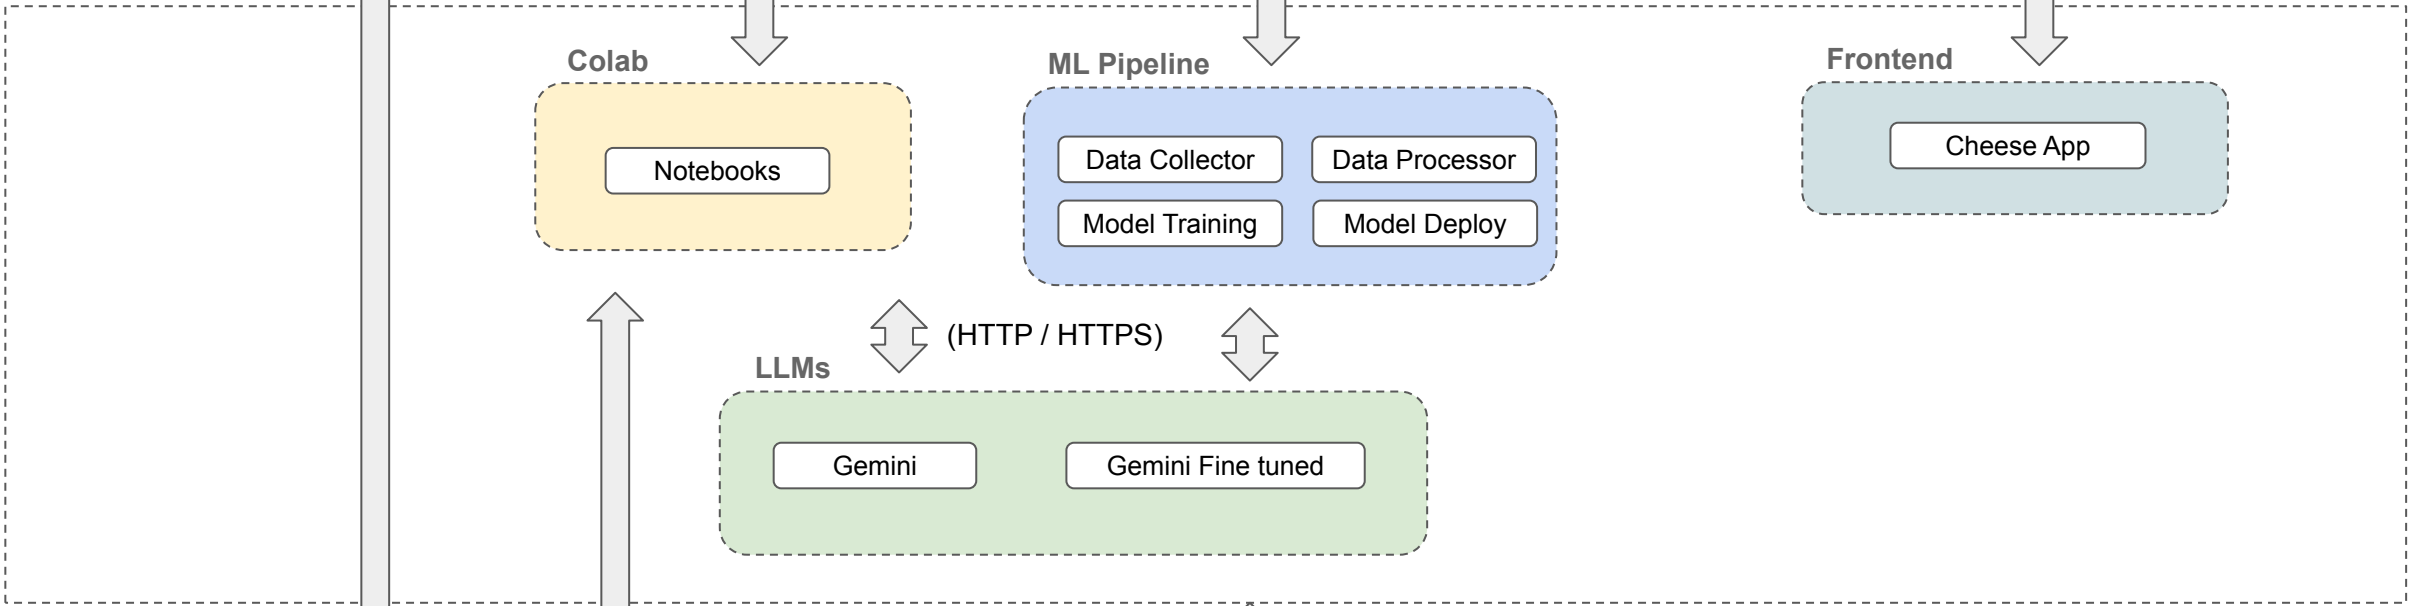 Colab
ML Pipeline
Frontend
Notebooks
Data Collector
Data Processor
Model Training
Model Deploy
Cheese App
(HTTP / HTTPS)
LLMs
Gemini
Gemini Fine tuned